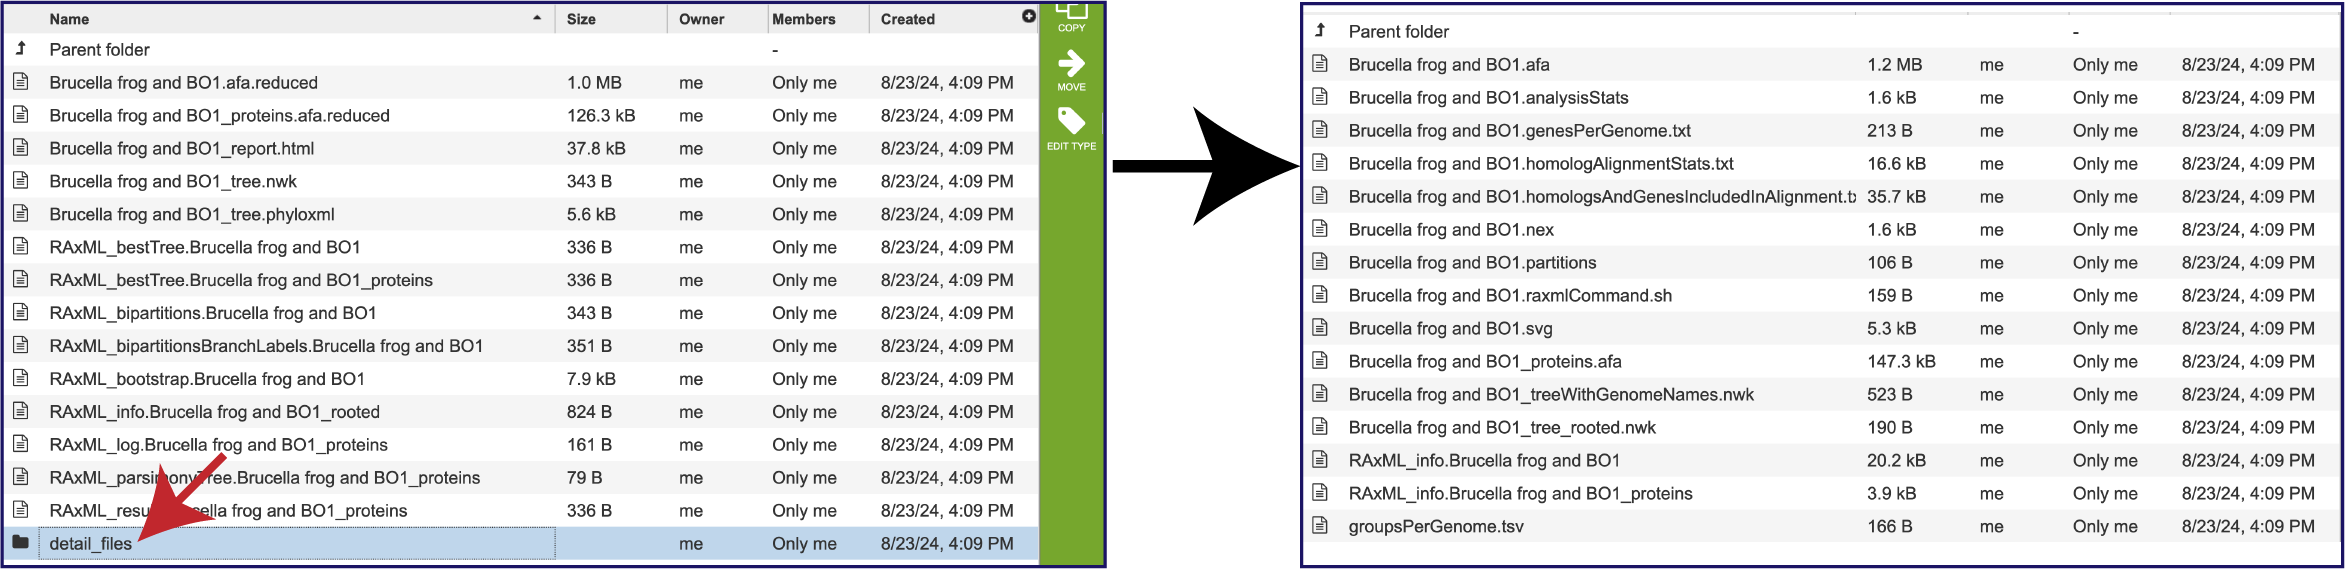 Name Size Owner Members Created
Parent folder -
Brucella frog and BO1.afa.reduced 1.0 MB me Only me 8/23/24, 4:09 PM
Brucella frog and BO1_proteins.afa.reduced 126.3 kB me Only me 8/23/24, 4:09 PM
Brucella frog and BO1_report.html 37.8 kB me Only me 8/23/24, 4:09 PM
Brucella frog and BO1_tree.nwk 343 B me Only me 8/23/24, 4:09 PM
Brucella frog and BO1_tree.phyloxml 5.6 kB me Only me 8/23/24, 4:09 PM
RAxML_bestTree.Brucella frog and BO1 336 B me Only me 8/23/24, 4:09 PM
RAxML_bestTree.Brucella frog and BO1_proteins 336 B me Only me 8/23/24, 4:09 PM
RAxML_bipartitions.Brucella frog and BO1 343 B me Only me 8/23/24, 4:09 PM
RAxML_bipartitionsBranchLabels.Brucella frog and BO1 351 B me Only me 8/23/24, 4:09 PM
RAxML_bootstrap.Brucella frog and BO1 7.9 kB me Only me 8/23/24, 4:09 PM
RAxML_info.Brucella frog and BO1_rooted 824 B me Only me 8/23/24, 4:09 PM
RAxML_log.Brucella frog and BO1_proteins 161 B me Only me 8/23/24, 4:09 PM
RAxML_parsimonyTree.Brucella frog and BO1_proteins 79 B me Only me 8/23/24, 4:09 PM
frog and BO1_proteins 336 B me Only me 8/23/24, 4:09 PM
detail_files me Only me 8/23/24, 4:09 PM
COPY
MOVE
EDIT TYPE
Parent folder -
Brucella frog and BO1.afa 1.2 MB me Only me 8/23/24, 4:09 PM
Brucella frog and BO1.analysisStats 1.6 kB me Only me 8/23/24, 4:09 PM
Brucella frog and BO1.genesPerGenome.txt 213 B me Only me 8/23/24, 4:09 PM
Brucella frog and BO1.homologAlignmentStats.txt 16.6 kB me Only me 8/23/24, 4:09 PM
Brucella frog and BO1.homologsAndGenesIncludedInAlignment.t 35.7 kB me Only me 8/23/24, 4:09 PM
Brucella frog and BO1.nex 1.6 kB me Only me 8/23/24, 4:09 PM
Brucella frog and BO1.partitions 106 B me Only me 8/23/24, 4:09 PM
Brucella frog and BO1.raxmlCommand.sh 159 B me Only me 8/23/24, 4:09 PM
Brucella frog and BO1.svg 5.3 kB me Only me 8/23/24, 4:09 PM
Brucella frog and BO1_proteins.afa 147.3 kB me Only me 8/23/24, 4:09 PM
Brucella frog and BO1_treeWithGenomeNames.nwk 523 B me Only me 8/23/24, 4:09 PM
Brucella frog and BO1_tree_rooted.nwk 190 B me Only me 8/23/24, 4:09 PM
RAxML_info.Brucella frog and BO1 20.2 kB me Only me 8/23/24, 4:09 PM
RAxML_info.Brucella frog and BO1_proteins 3.9 kB me Only me 8/23/24, 4:09 PM
groupsPerGenome.tsv 166 B me Only me 8/23/24, 4:09 PM